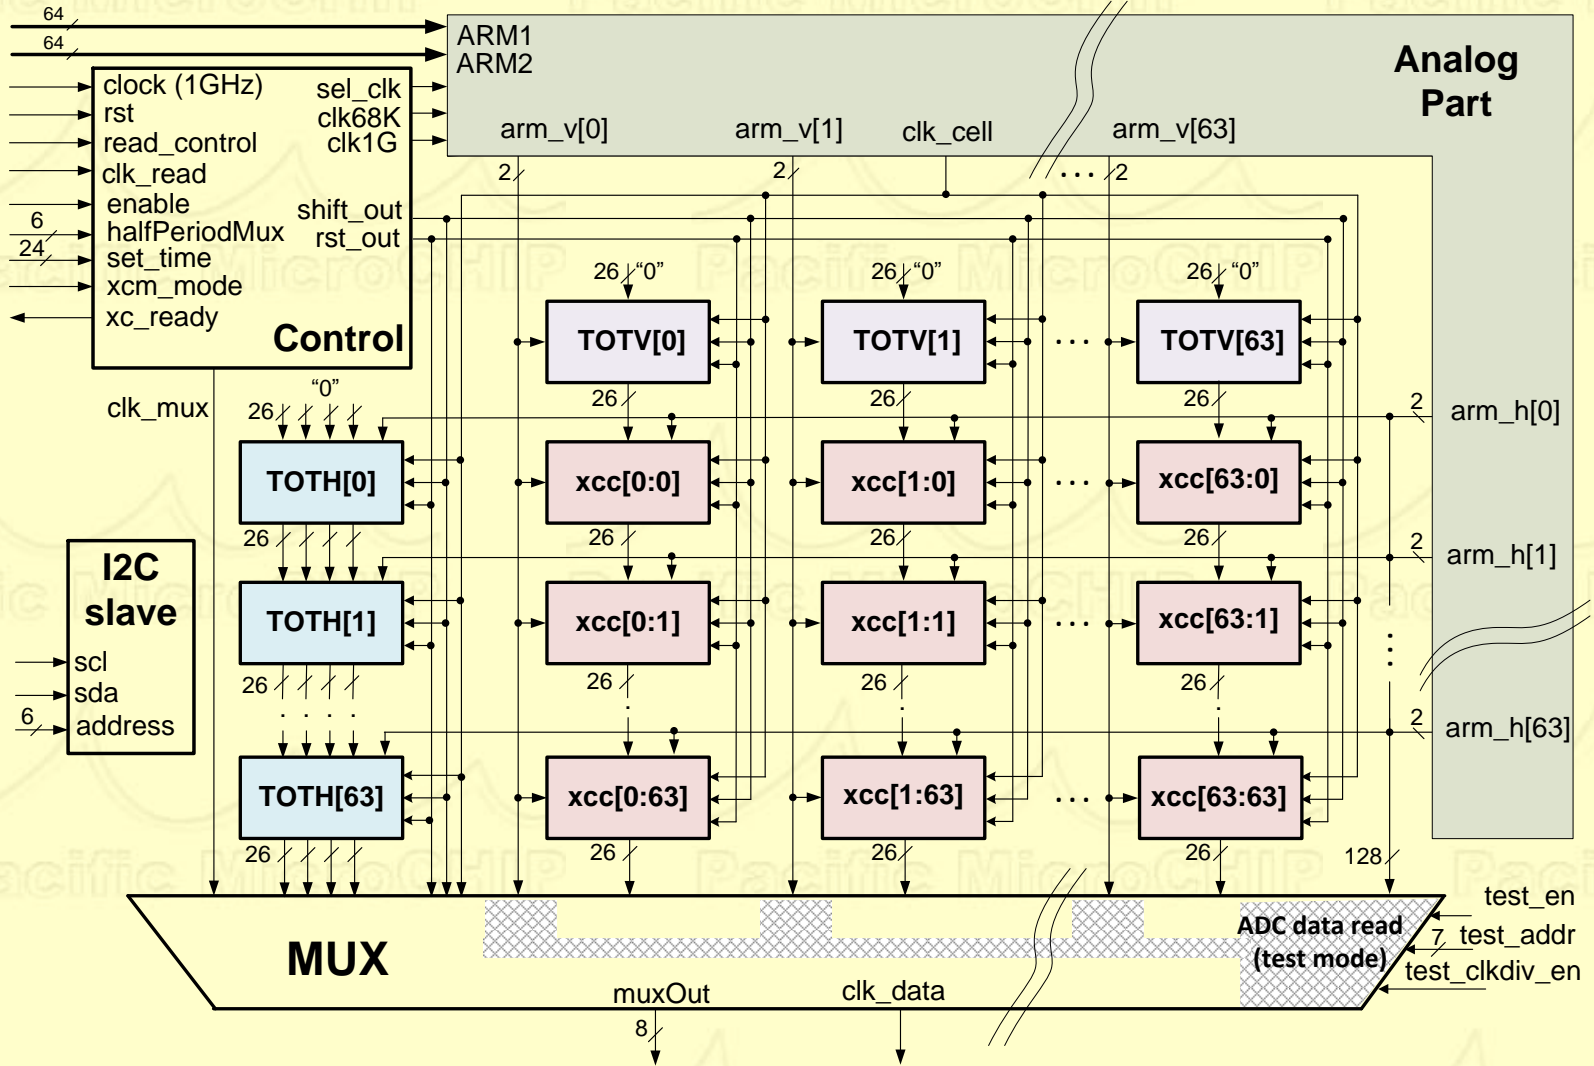 64
64
ARM1
ARM2
Analog
Part
clock (1GHz)
rst
read_control
clk_read
enable
6
halfPeriodMux
24
set_time
xcm_mode
xc_ready
sel_clk
clk68K
clk1G
shift_out
rst_out
Control
arm_v[0]
arm_v[1]
clk_cell
arm_v[63]
2
2
. . .
2
26
“0”
26
“0”
26
“0”
Pacific MicroCHIP
TOTV[0]
TOTV[1]
. . .
TOTV[63]
clk_mux
“0”
26
26
26
26
2
arm_h[0]
TOTH[0]
xcc[0:0]
xcc[1:0]
. . .
xcc[63:0]
26
26
26
26
2
arm_h[1]
I2C
slave
scl
sda
6
address
TOTH[1]
xcc[0:1]
xcc[1:1]
. . .
xcc[63:1]
26
26
26
26
2
arm_h[63]
TOTH[63]
xcc[0:63]
xcc[1:63]
. . .
xcc[63:63]
26
26
26
26
128
Pacific MicroCHIP
MUX
ADC data read
(test mode)
test_en
7
test_addr
test_clkdiv_en
muxOut
clk_data
8